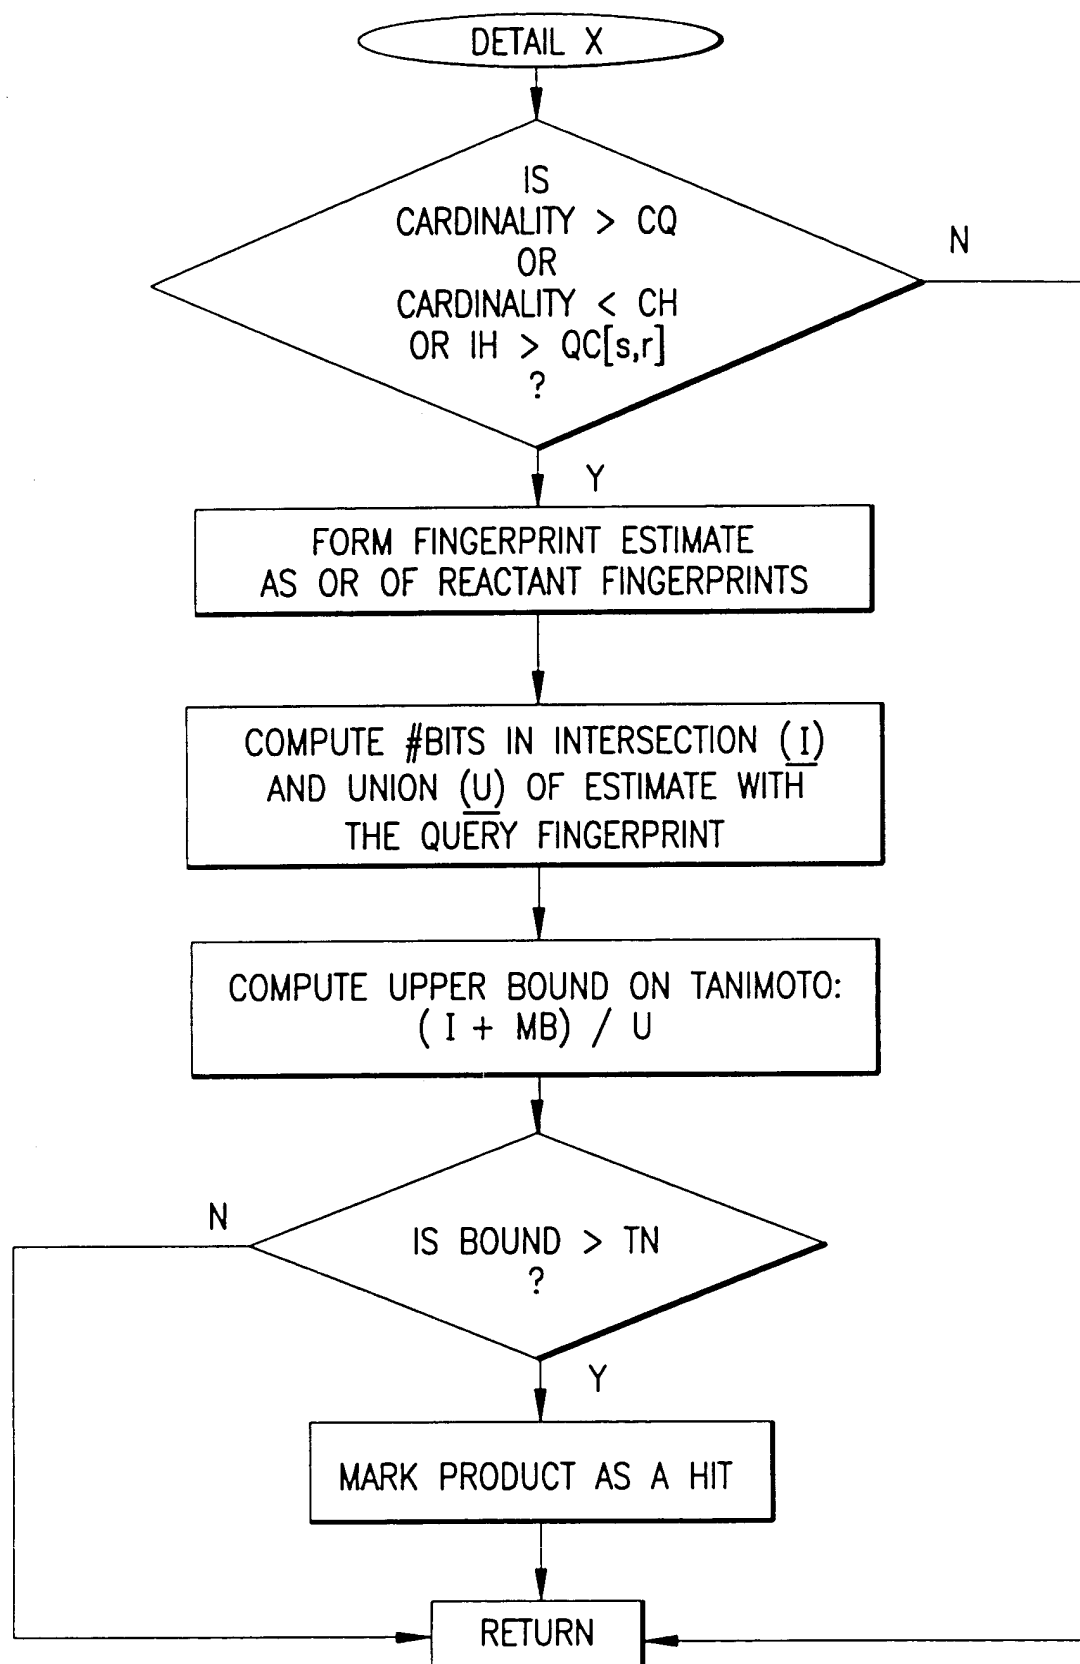 DETAIL X
IS
CARDINALITY > CQ
OR
CARDINALITY < CH
OR IH > QC[s,r]
?
N
Y
FORM FINGERPRINT ESTIMATE
AS OR OF REACTANT FINGERPRINTS
COMPUTE #BITS IN INTERSECTION (I)
AND UNION (U) OF ESTIMATE WITH
THE QUERY FINGERPRINT
COMPUTE UPPER BOUND ON TANIMOTO:
( I + MB) / U
N
IS BOUND > TN
?
Y
MARK PRODUCT AS A HIT
RETURN